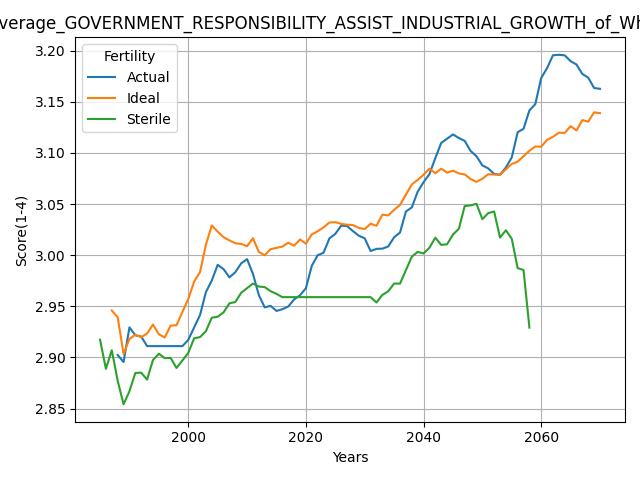 verage_GOVERNMENT_RESPONSIBILITY_ASSIST_INDUSTRIAL_GROWTH_of_Wh
Fertility
Actual
Ideal
Sterile
3.20
3.15
3.10
3.05
3.00
2.95
2.90
2.85
Score(1-4)
2000 2020 2040 2060
Years